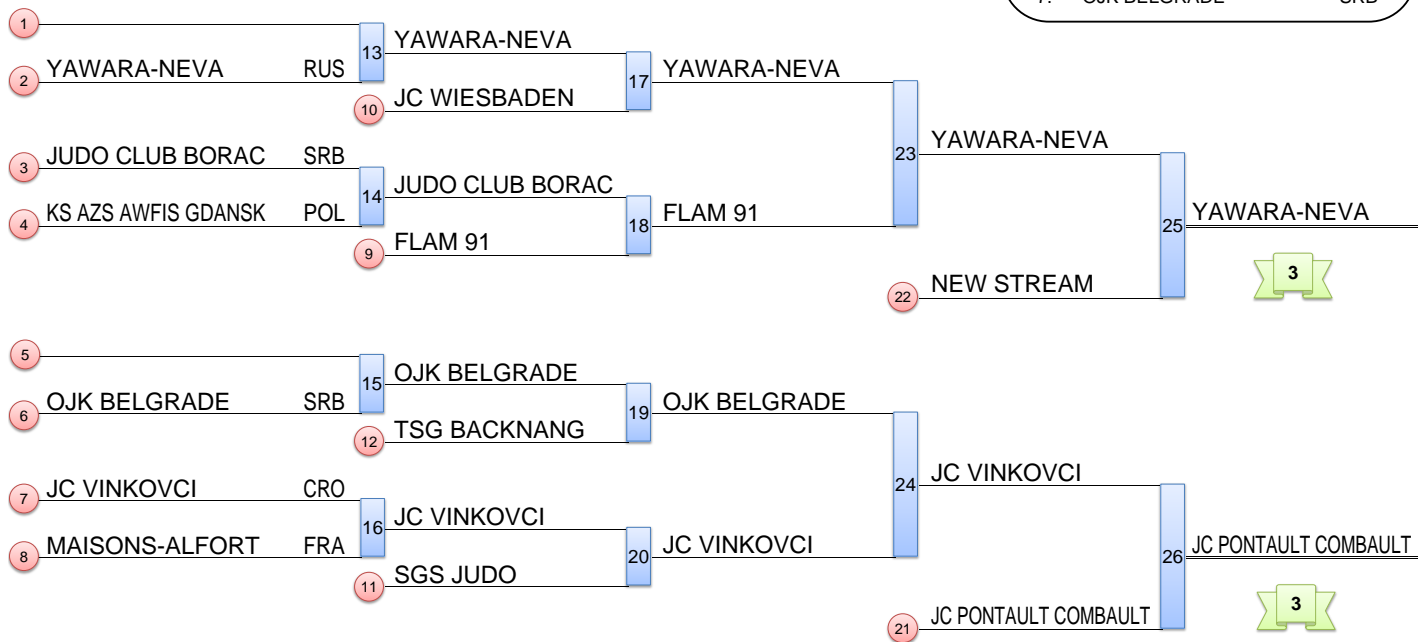 7. OJK BELGRADE SRB
1
13 YAWARA-NEVA
2 YAWARA-NEVA RUS
17 YAWARA-NEVA
10 JC WIESBADEN
23 YAWARA-NEVA
3 JUDO CLUB BORAC SRB
14 JUDO CLUB BORAC
4 KS AZS AWFIS GDANSK POL
18 FLAM 91
9 FLAM 91
25 YAWARA-NEVA
3
22 NEW STREAM
5
15 OJK BELGRADE
6 OJK BELGRADE SRB
19 OJK BELGRADE
12 TSG BACKNANG
24 JC VINKOVCI
7 JC VINKOVCI CRO
16 JC VINKOVCI
8 MAISONS-ALFORT FRA
20 JC VINKOVCI
11 SGS JUDO
26 JC PONTAULT COMBAULT
3
21 JC PONTAULT COMBAULT